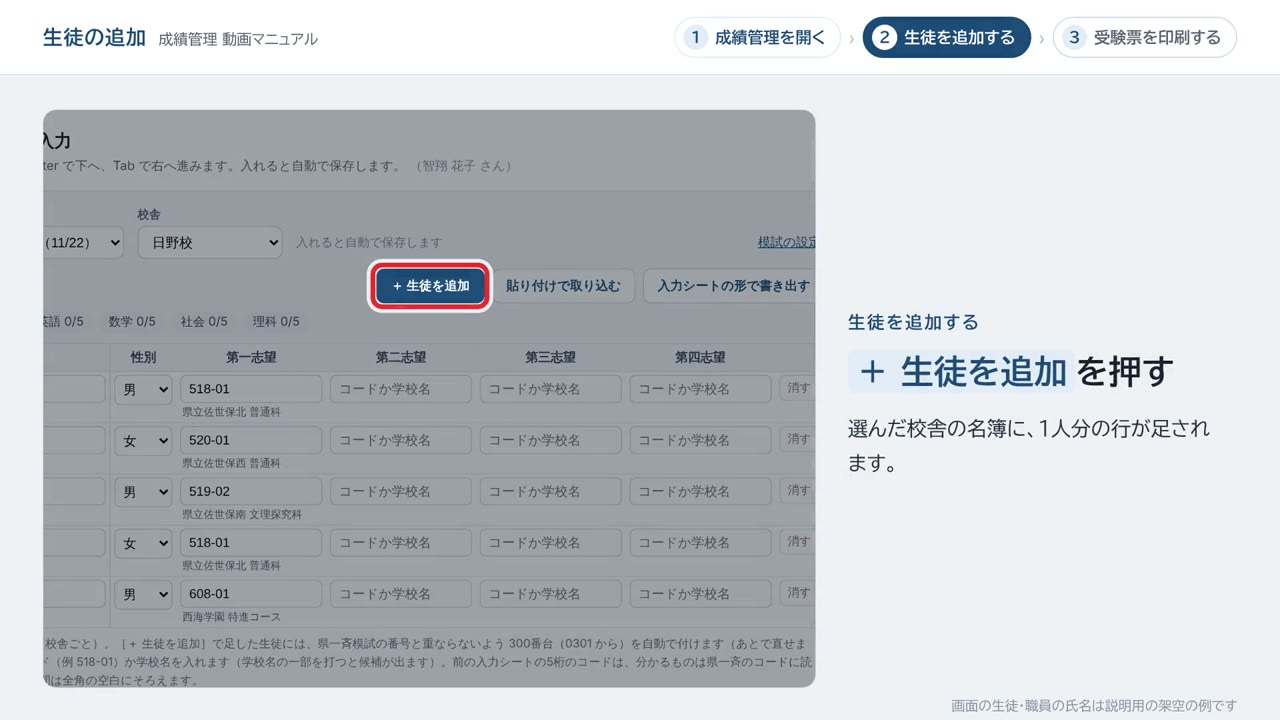 生徒の追加 成績管理 動画マニュアル
1 成績管理を開く › 2 生徒を追加する › 3 受験票を印刷する
入力
ter で下へ、Tab で右へ進みます。入れると自動で保存します。 （智翔 花子 さん）
校舎
（11/22） 日野校 入れると自動で保存します 模試の設定
＋ 生徒を追加 貼り付けで取り込む 入力シートの形で書き出す
英語 0/5 数学 0/5 社会 0/5 理科 0/5
性別 第一志望 第二志望 第三志望 第四志望
男 518-01 コードか学校名 コードか学校名 コードか学校名 消す
県立佐世保北 普通科
女 520-01 コードか学校名 コードか学校名 コードか学校名 消す
県立佐世保西 普通科
男 519-02 コードか学校名 コードか学校名 コードか学校名 消す
県立佐世保南 文理探究科
女 518-01 コードか学校名 コードか学校名 コードか学校名 消す
県立佐世保北 普通科
男 608-01 コードか学校名 コードか学校名 コードか学校名 消す
西海学園 特進コース
校舎ごと）。［＋ 生徒を追加］で足した生徒には、県一斉模試の番号と重ならないよう 300番台（0301 から）を自動で付けます（あとで直せま
ド（例 518-01）か学校名を入れます（学校名の一部を打つと候補が出ます）。前の入力シートの5桁のコードは、分かるものは県一斉のコードに読
は全角の空白にそろえます。
生徒を追加する
＋ 生徒を追加 を押す
選んだ校舎の名簿に、1人分の行が足され
ます。
画面の生徒・職員の氏名は説明用の架空の例です